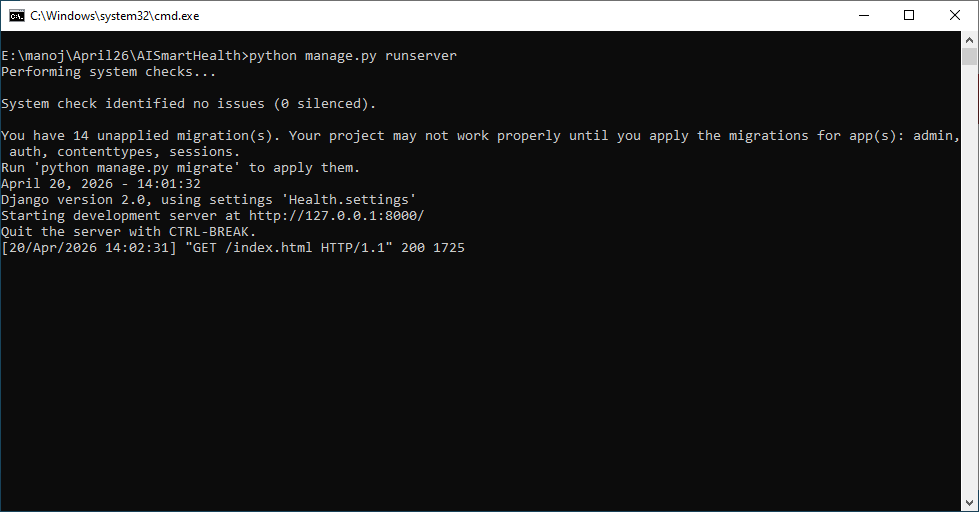 C:\Windows\system32\cmd.exe
E:\manoj\April26\AISmartHealth>python manage.py runserver
Performing system checks...
System check identified no issues (0 silenced).
You have 14 unapplied migration(s). Your project may not work properly until you apply the migrations for app(s): admin,
 auth, contenttypes, sessions.
Run 'python manage.py migrate' to apply them.
April 20, 2026 - 14:01:32
Django version 2.0, using settings 'Health.settings'
Starting development server at http://127.0.0.1:8000/
Quit the server with CTRL-BREAK.
[20/Apr/2026 14:02:31] "GET /index.html HTTP/1.1" 200 1725